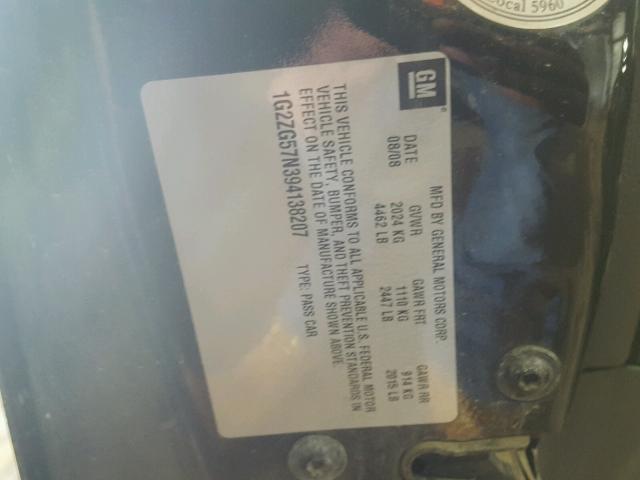 Local 5960
GM
MFD BY GENERAL MOTORS CORP.
DATE GVWR GAWR FRT GAWR RR
08/08 2024 KG 1110 KG 914 KG
4462 LB 2447 LB 2015 LB
THIS VEHICLE CONFORMS TO ALL APPLICABLE U.S. FEDERAL MOTOR
VEHICLE SAFETY, BUMPER, AND THEFT PREVENTION STANDARDS IN
EFFECT ON THE DATE OF MANUFACTURE SHOWN ABOVE.
1G2ZG57N394138207 TYPE: PASS CAR